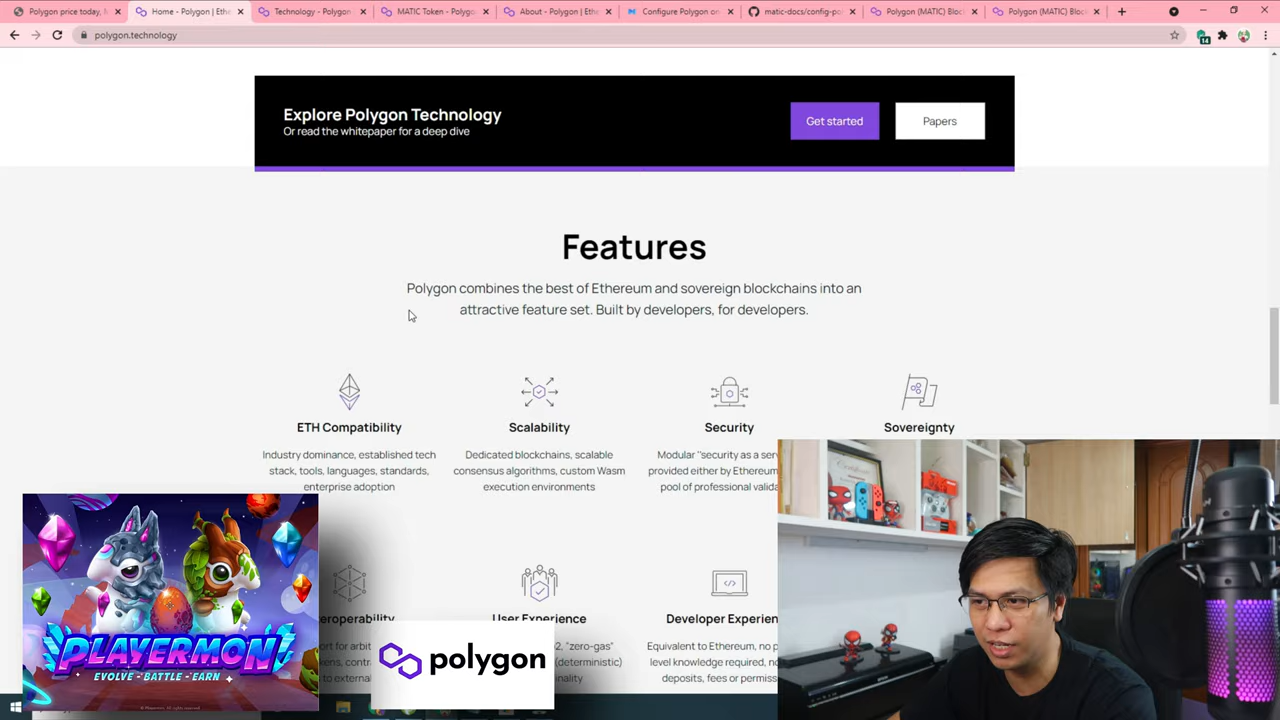 Polygon price today, M
Home - Polygon | Eth
Technology - Polygon
MATIC Token - Polygo
About - Polygon | Eth
Configure Polygon on
matic-docs/config-po
Polygon (MATIC) Bloc
Polygon (MATIC) Bloc
polygon.technology
14
Explore Polygon Technology
Or read the whitepaper for a deep dive
Get started
Papers
Features
Polygon combines the best of Ethereum and sovereign blockchains into an
attractive feature set. Built by developers, for developers.
ETH Compatibility
Industry dominance, established tech
stack, tools, languages, standards,
enterprise adoption
Scalability
Dedicated blockchains, scalable
consensus algorithms, custom Wasm
execution environments
Security
Modular "security as a serv
provided either by Ethereum
pool of professional valida
Sovereignty
eroperability
ort for arbit
kens, contra
to external
User Experience
2, "zero-gas"
(deterministic)
nality
Developer Experien
Equivalent to Ethereum, no p
level knowledge required, n
deposits, fees or permiss
PLAYERMON
EVOLVE - BATTLE - EARN
polygon